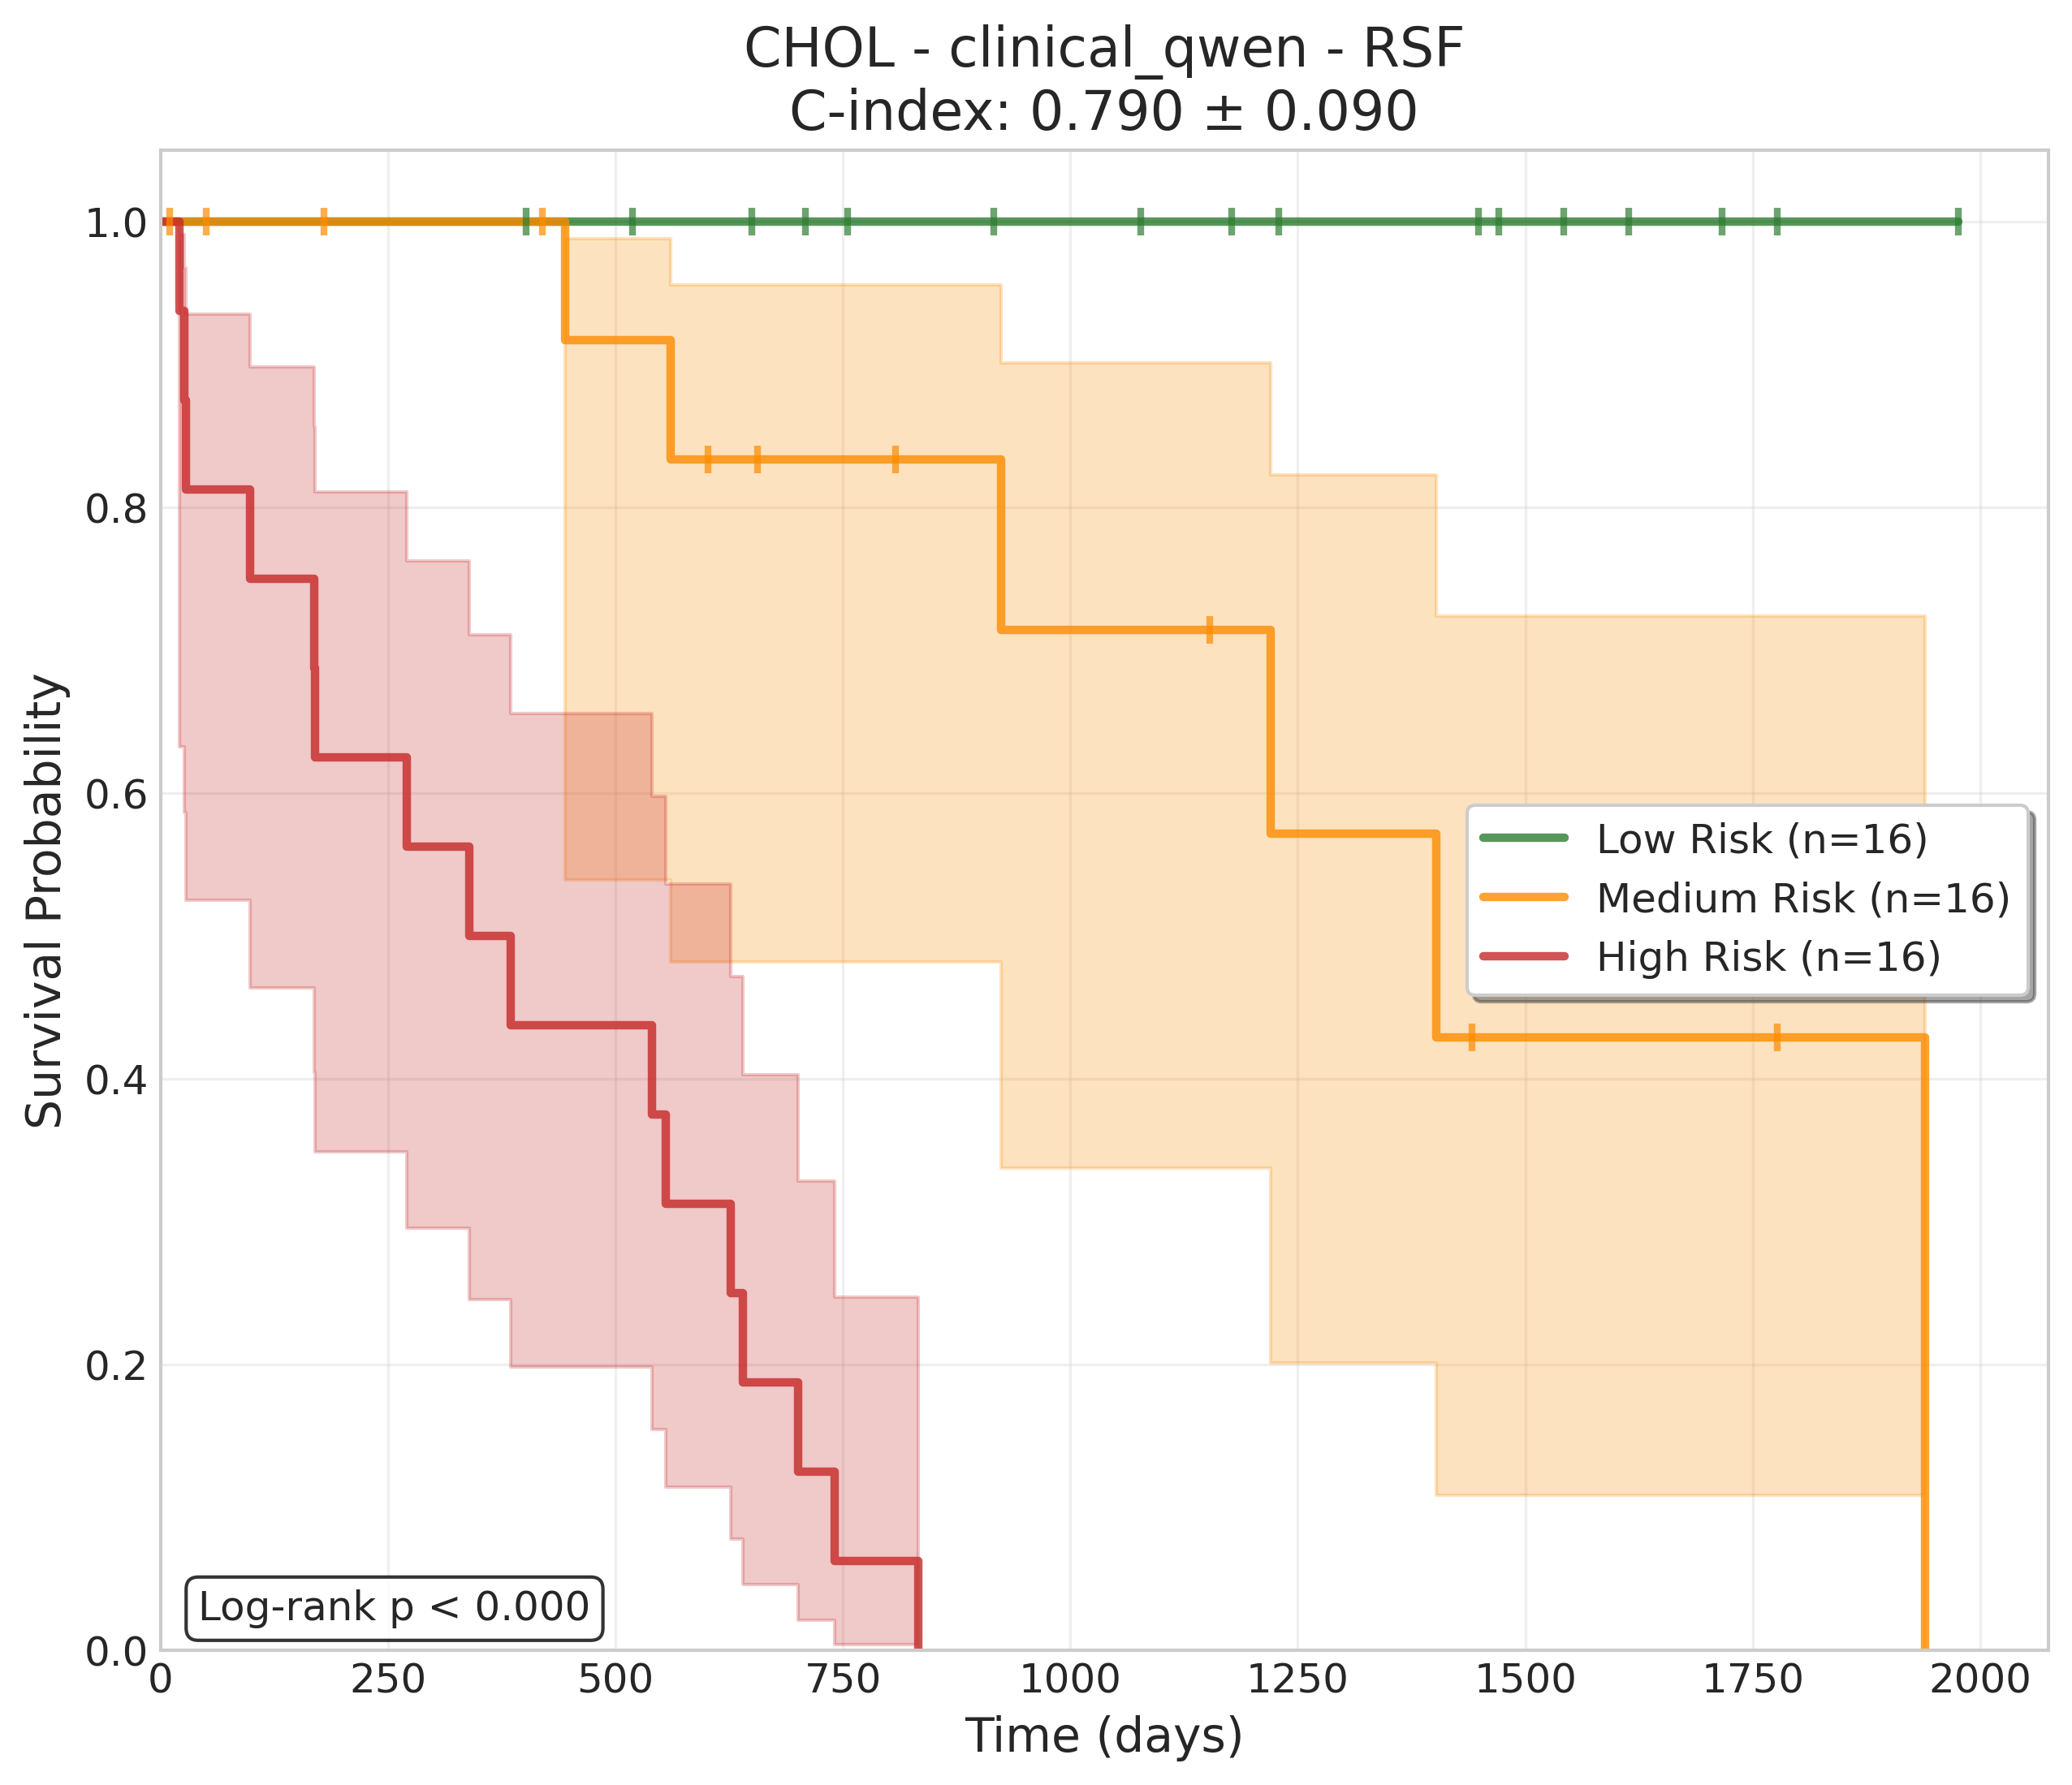 CHOL - clinical_qwen - RSF
C-index: 0.790 ± 0.090
Survival Probability
1.0
0.8
0.6
0.4
0.2
0.0
Low Risk (n=16)
Medium Risk (n=16)
High Risk (n=16)
Log-rank p < 0.000
0 250 500 750 1000 1250 1500 1750 2000
Time (days)